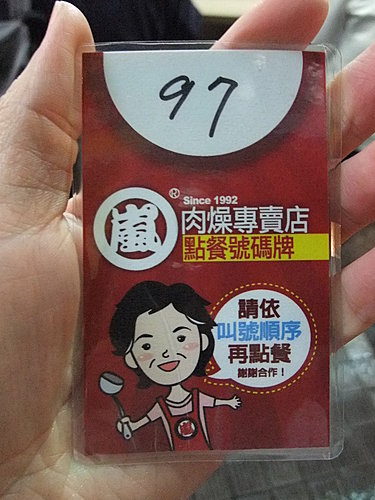 97
®
Since 1992
嵐
肉燥專賣店
點餐號碼牌
請依
叫號順序
再點餐
謝謝合作！